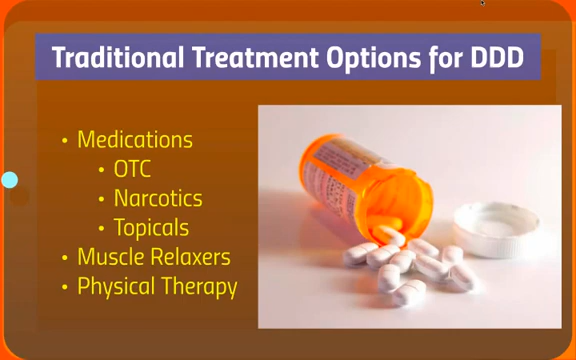 Traditional Treatment Options for DDD
• Medications
• OTC
• Narcotics
• Topicals
• Muscle Relaxers
• Physical Therapy